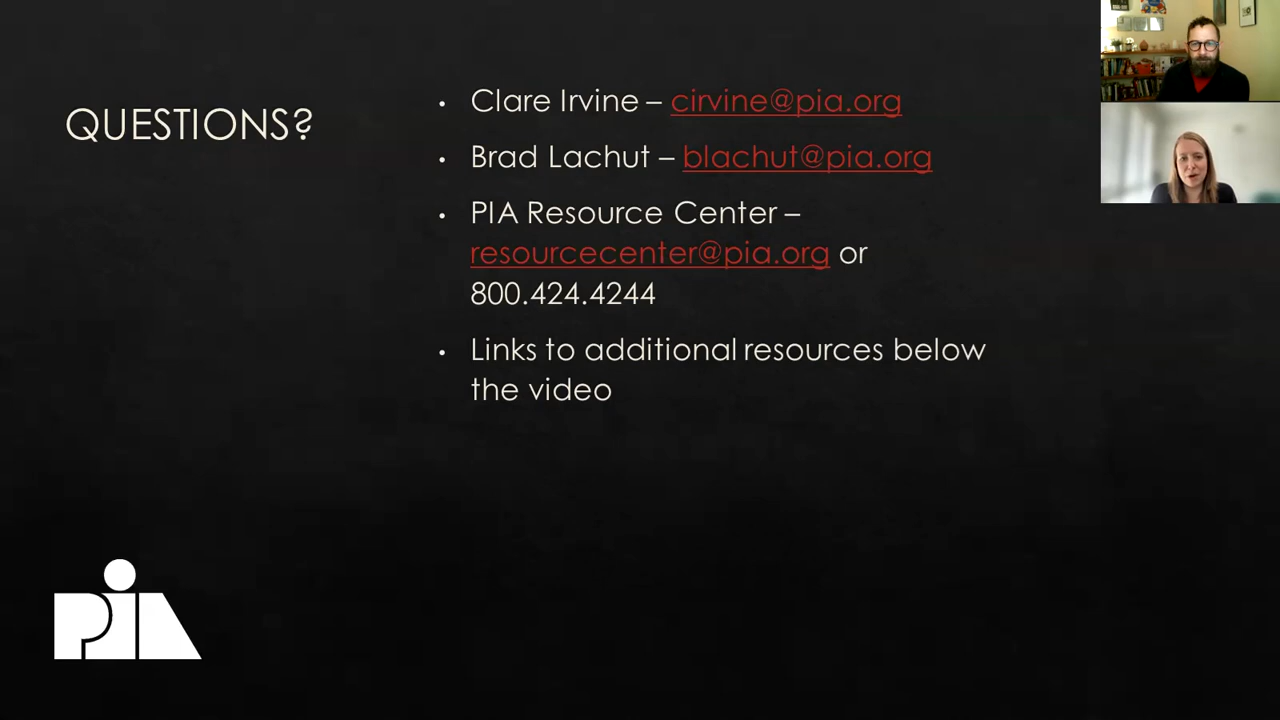 QUESTIONS?
• Clare Irvine – cirvine@pia.org
• Brad Lachut – blachut@pia.org
• PIA Resource Center –
resourcecenter@pia.org or
800.424.4244
• Links to additional resources below
the video
PIA